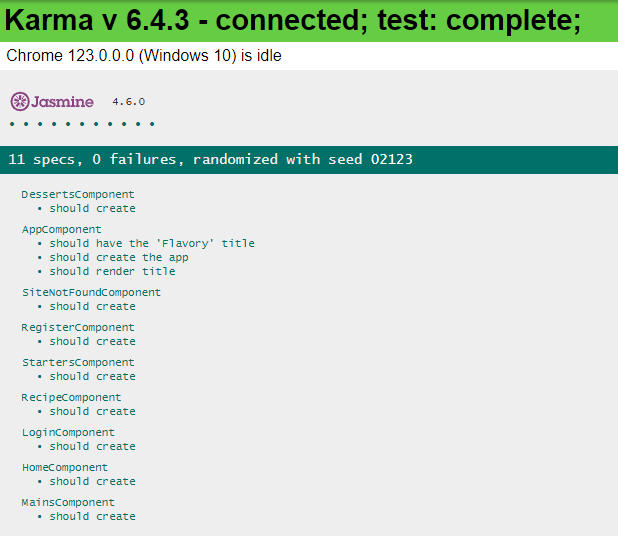 Karma v 6.4.3 - connected; test: complete;
Chrome 123.0.0.0 (Windows 10) is idle
Jasmine 4.6.0
• • • • • • • • • • •
11 specs, 0 failures, randomized with seed 02123
DessertsComponent
• should create
AppComponent
• should have the 'Flavory' title
• should create the app
• should render title
SiteNotFoundComponent
• should create
RegisterComponent
• should create
StartersComponent
• should create
RecipeComponent
• should create
LoginComponent
• should create
HomeComponent
• should create
MainsComponent
• should create